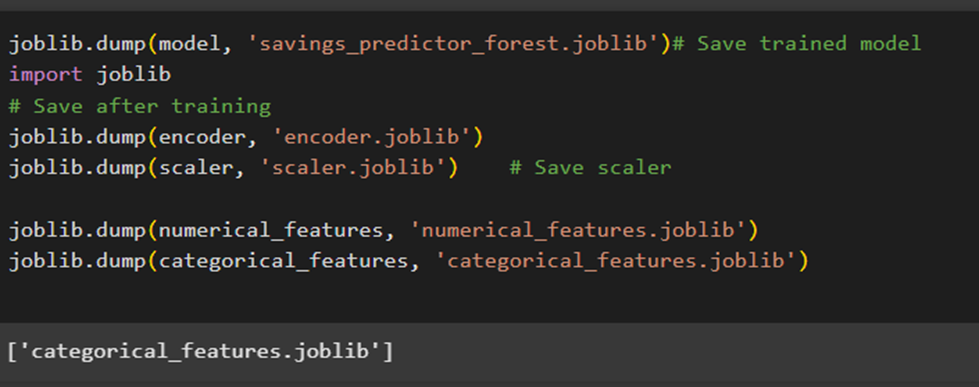 joblib.dump(model, 'savings_predictor_forest.joblib')# Save trained model
import joblib
# Save after training
joblib.dump(encoder, 'encoder.joblib')
joblib.dump(scaler, 'scaler.joblib')    # Save scaler
joblib.dump(numerical_features, 'numerical_features.joblib')
joblib.dump(categorical_features, 'categorical_features.joblib')
['categorical_features.joblib']